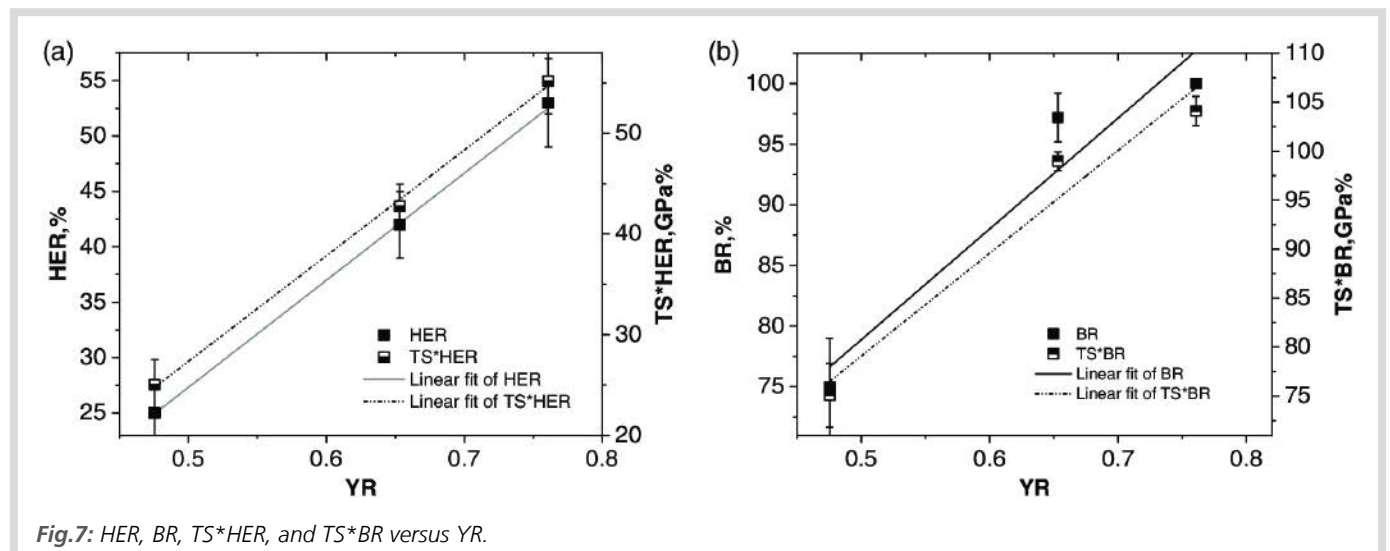 (a)
55
50
45
40
35
30
25
HER,%
50
40
30
20
TS*HER,GPa%
HER
TS*HER
Linear fit of HER
Linear fit of TS*HER
0.5 0.6 0.7 0.8
YR
(b)
100
95
90
85
80
75
BR,%
110
105
100
95
90
85
80
75
TS*BR,GPa%
BR
TS*BR
Linear fit of BR
Linear fit of TS*BR
0.5 0.6 0.7 0.8
YR
Fig.7: HER, BR, TS*HER, and TS*BR versus YR.